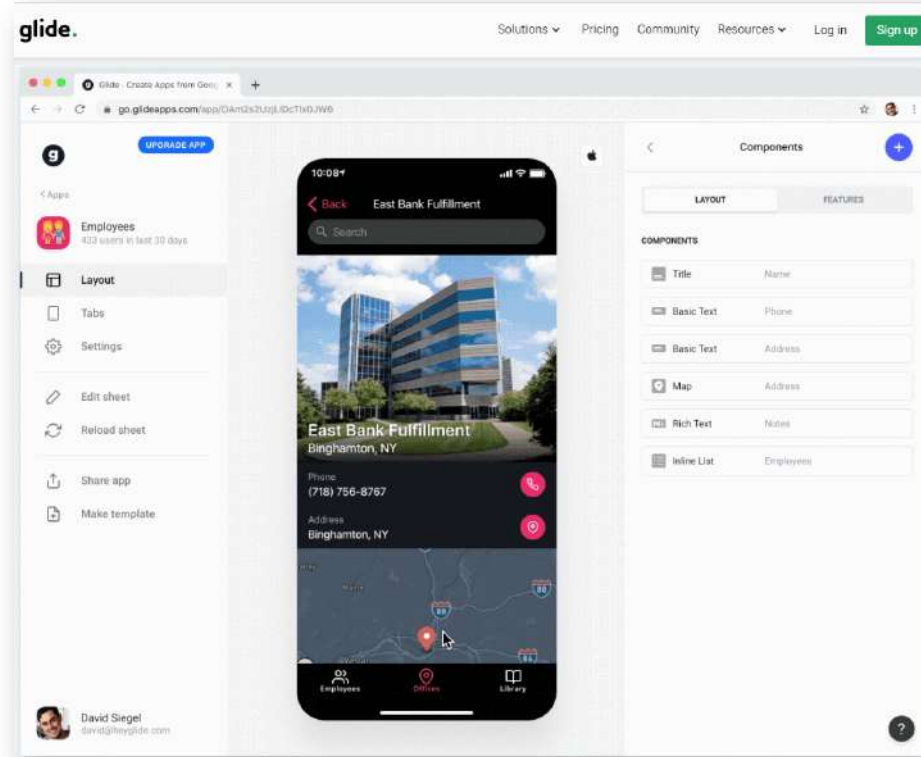 glide.
Solutions Pricing Community Resources Log in Sign up
Glide - Create Apps from
go.glideapps.com/app/
g UPGRADE APP
< Apps
Employees
433 users in last 30 days
Layout
Tabs
Settings
Edit sheet
Reload sheet
Share app
Make template
David Siegel
david@heyglide.com
10:08
Back East Bank Fulfillment
Search
East Bank Fulfillment
Binghamton, NY
Phone
(718) 756-8767
Address
Binghamton, NY
Employees Offices Library
Components
LAYOUT FEATURES
COMPONENTS
Title Name
Basic Text Phone
Basic Text Address
Map Address
Rich Text Notes
Inline List Employees
?